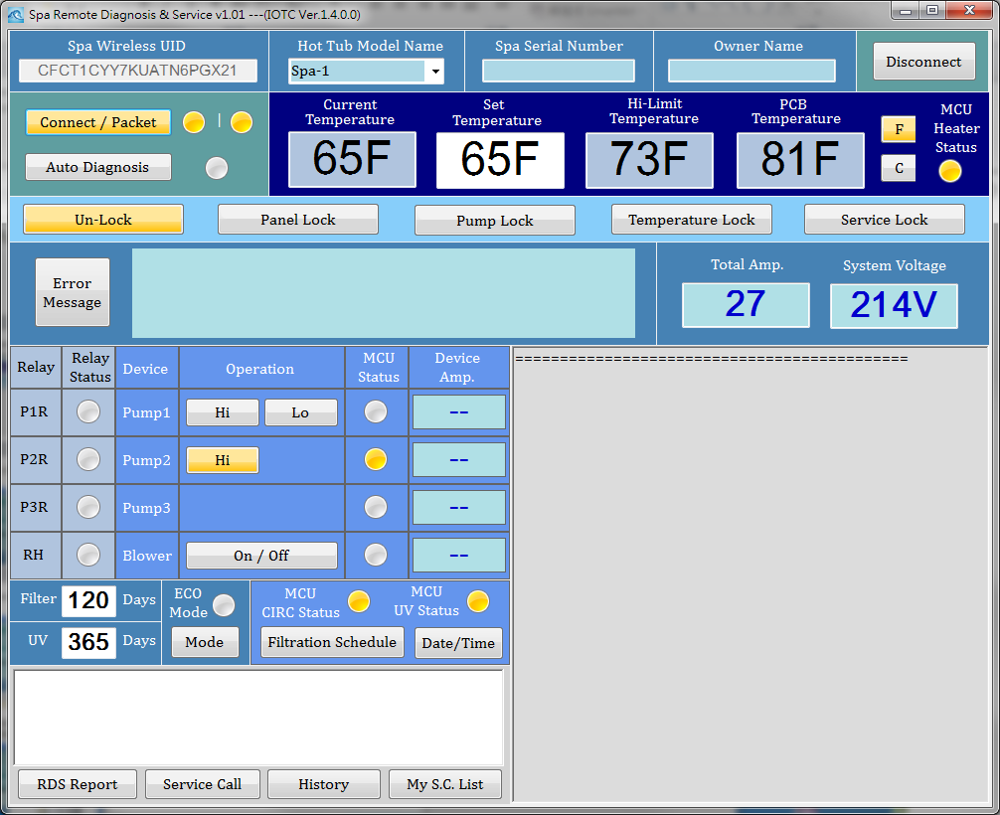 Spa Remote Diagnosis & Service v1.01 ---(IOTC Ver.1.4.0.0)
Spa Wireless UID
Hot Tub Model Name
Spa Serial Number
Owner Name
CFCT1CYY7KUATN6PGX21
Spa-1
Disconnect
Connect / Packet
|
Auto Diagnosis
Current
Temperature
65F
Set
Temperature
65F
Hi-Limit
Temperature
73F
PCB
Temperature
81F
F
C
MCU
Heater
Status
Un-Lock
Panel Lock
Pump Lock
Temperature Lock
Service Lock
Error
Message
Total Amp.
27
System Voltage
214V
Relay
Relay
Status
Device
Operation
MCU
Status
Device
Amp.
P1R
Pump1
Hi
Lo
--
P2R
Pump2
Hi
--
P3R
Pump3
--
RH
Blower
On / Off
--
============================================
Filter
120
Days
UV
365
Days
ECO
Mode
Mode
MCU
CIRC Status
MCU
UV Status
Filtration Schedule
Date/Time
RDS Report
Service Call
History
My S.C. List